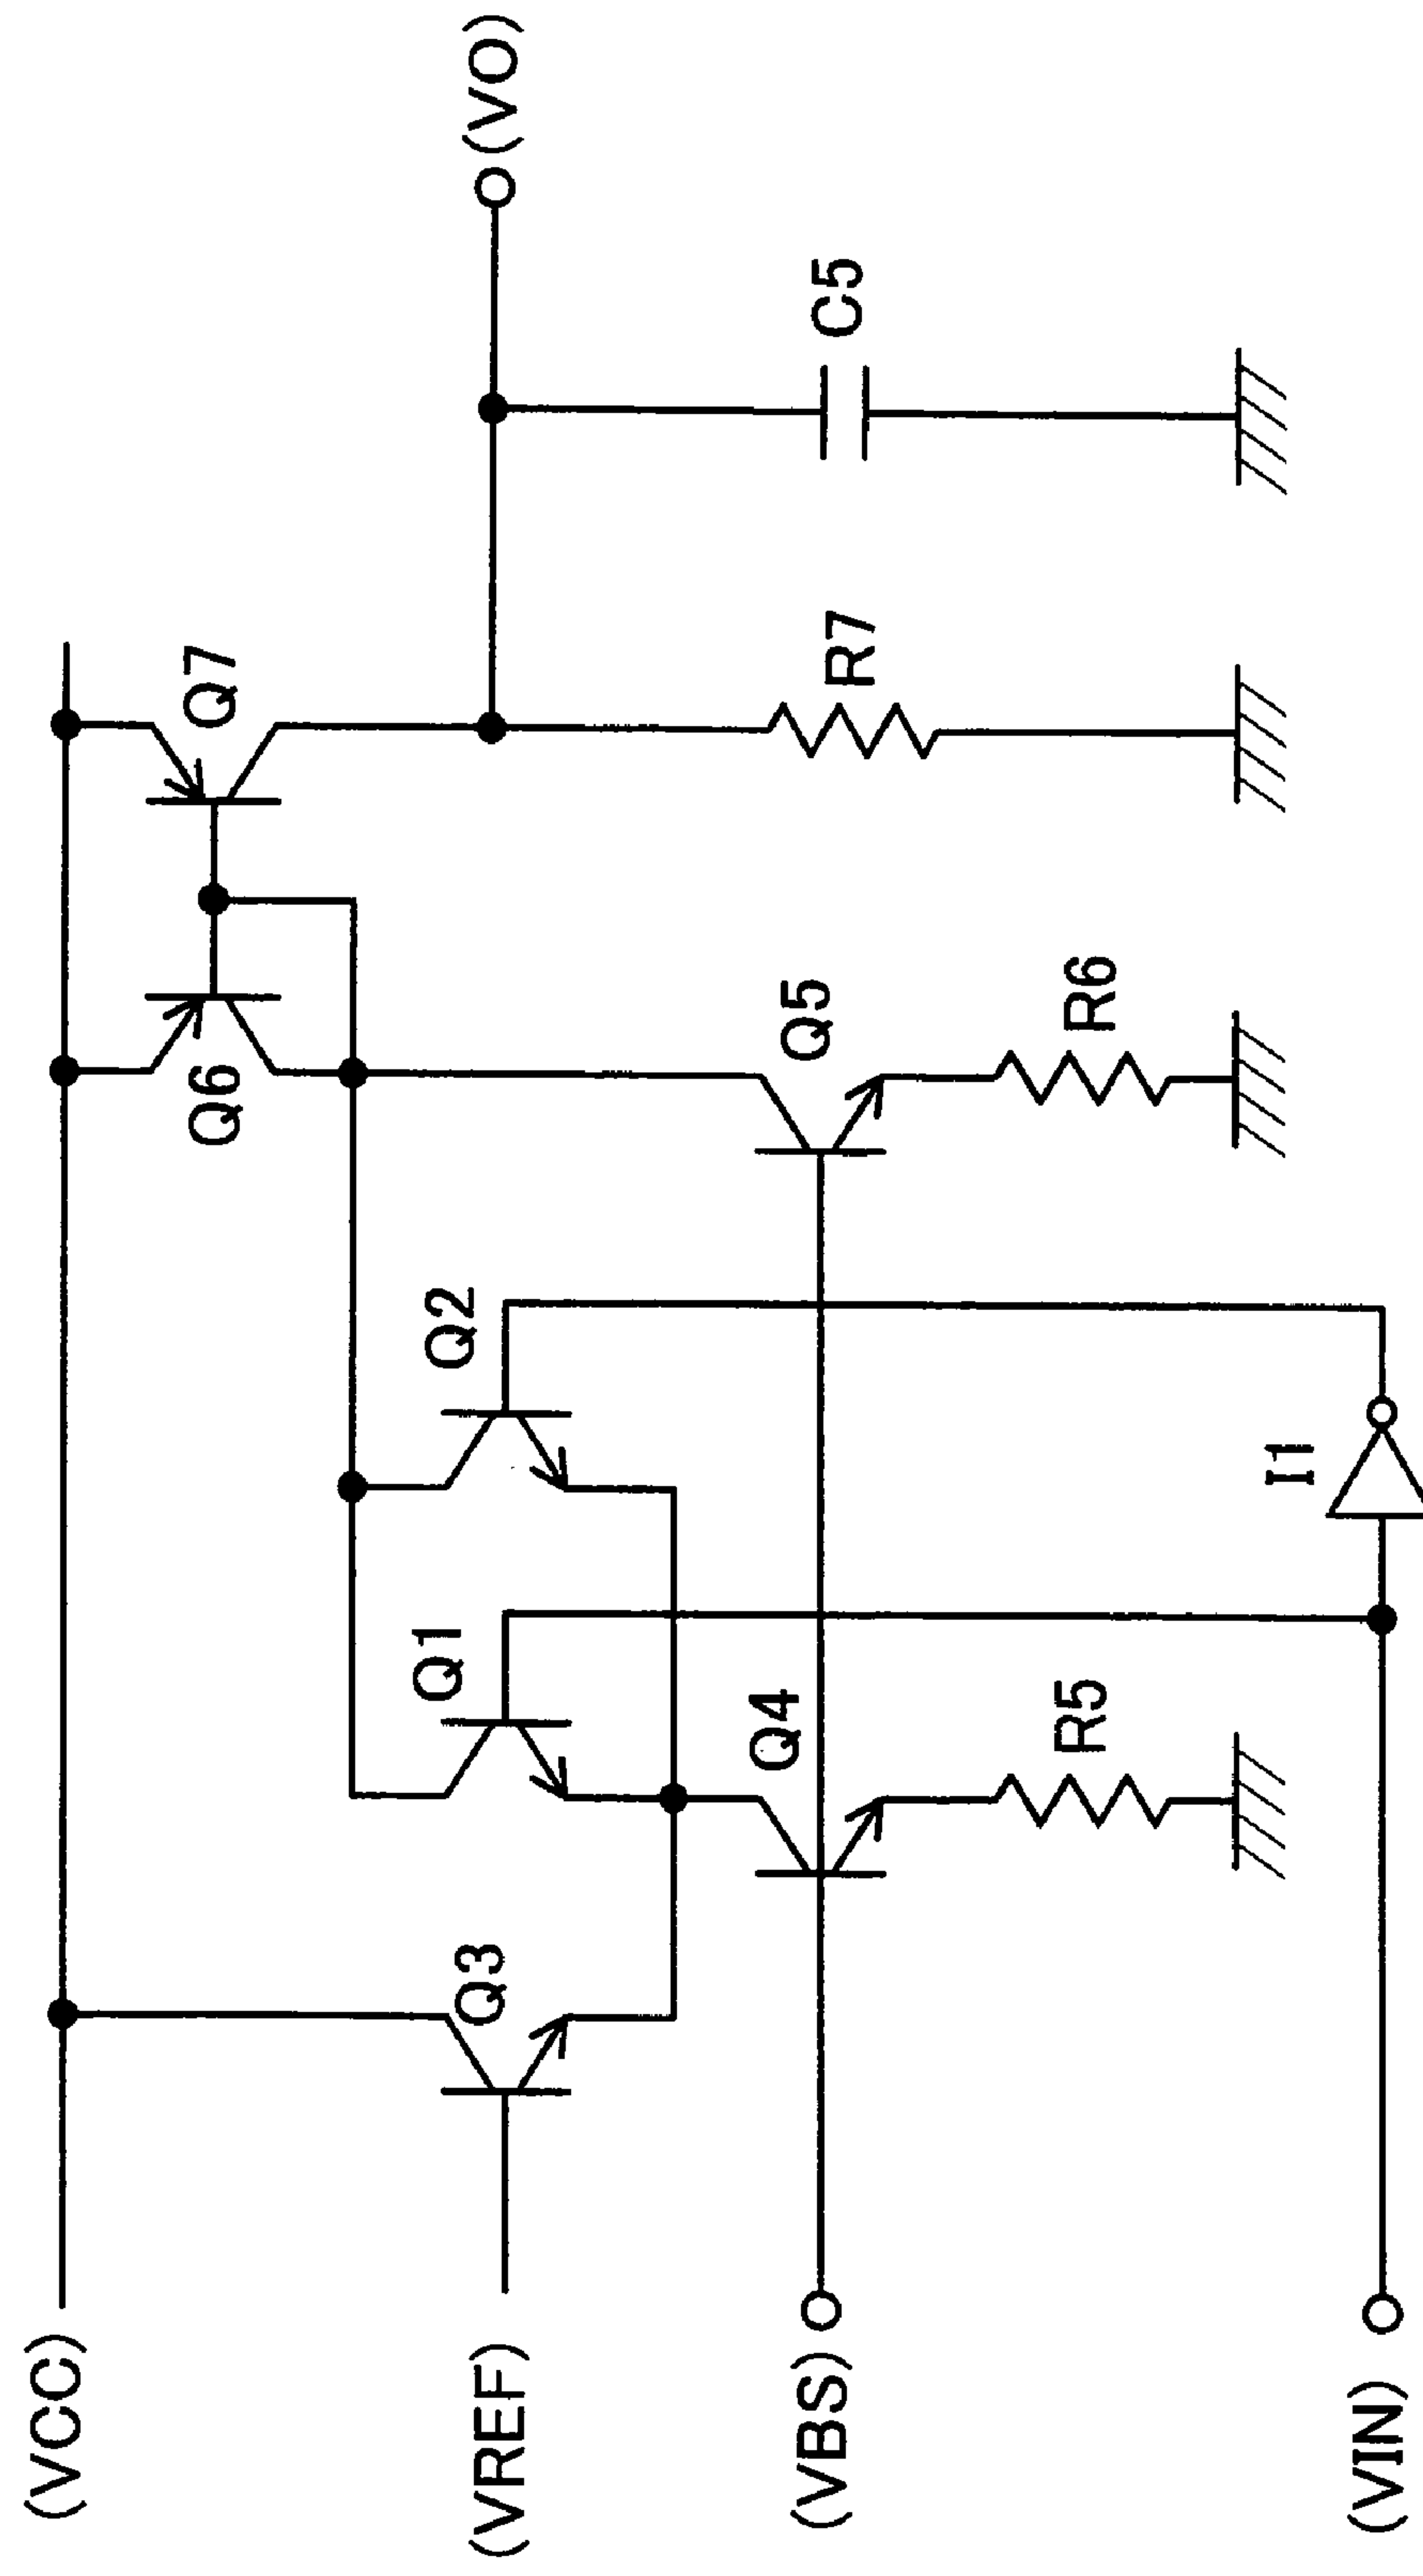 (VCC)
(VREF)
(VBS)
(VIN)
Q3
Q1
Q2
Q4
R5
I1
Q6
Q7
Q5
R6
R7
C5
(VO)